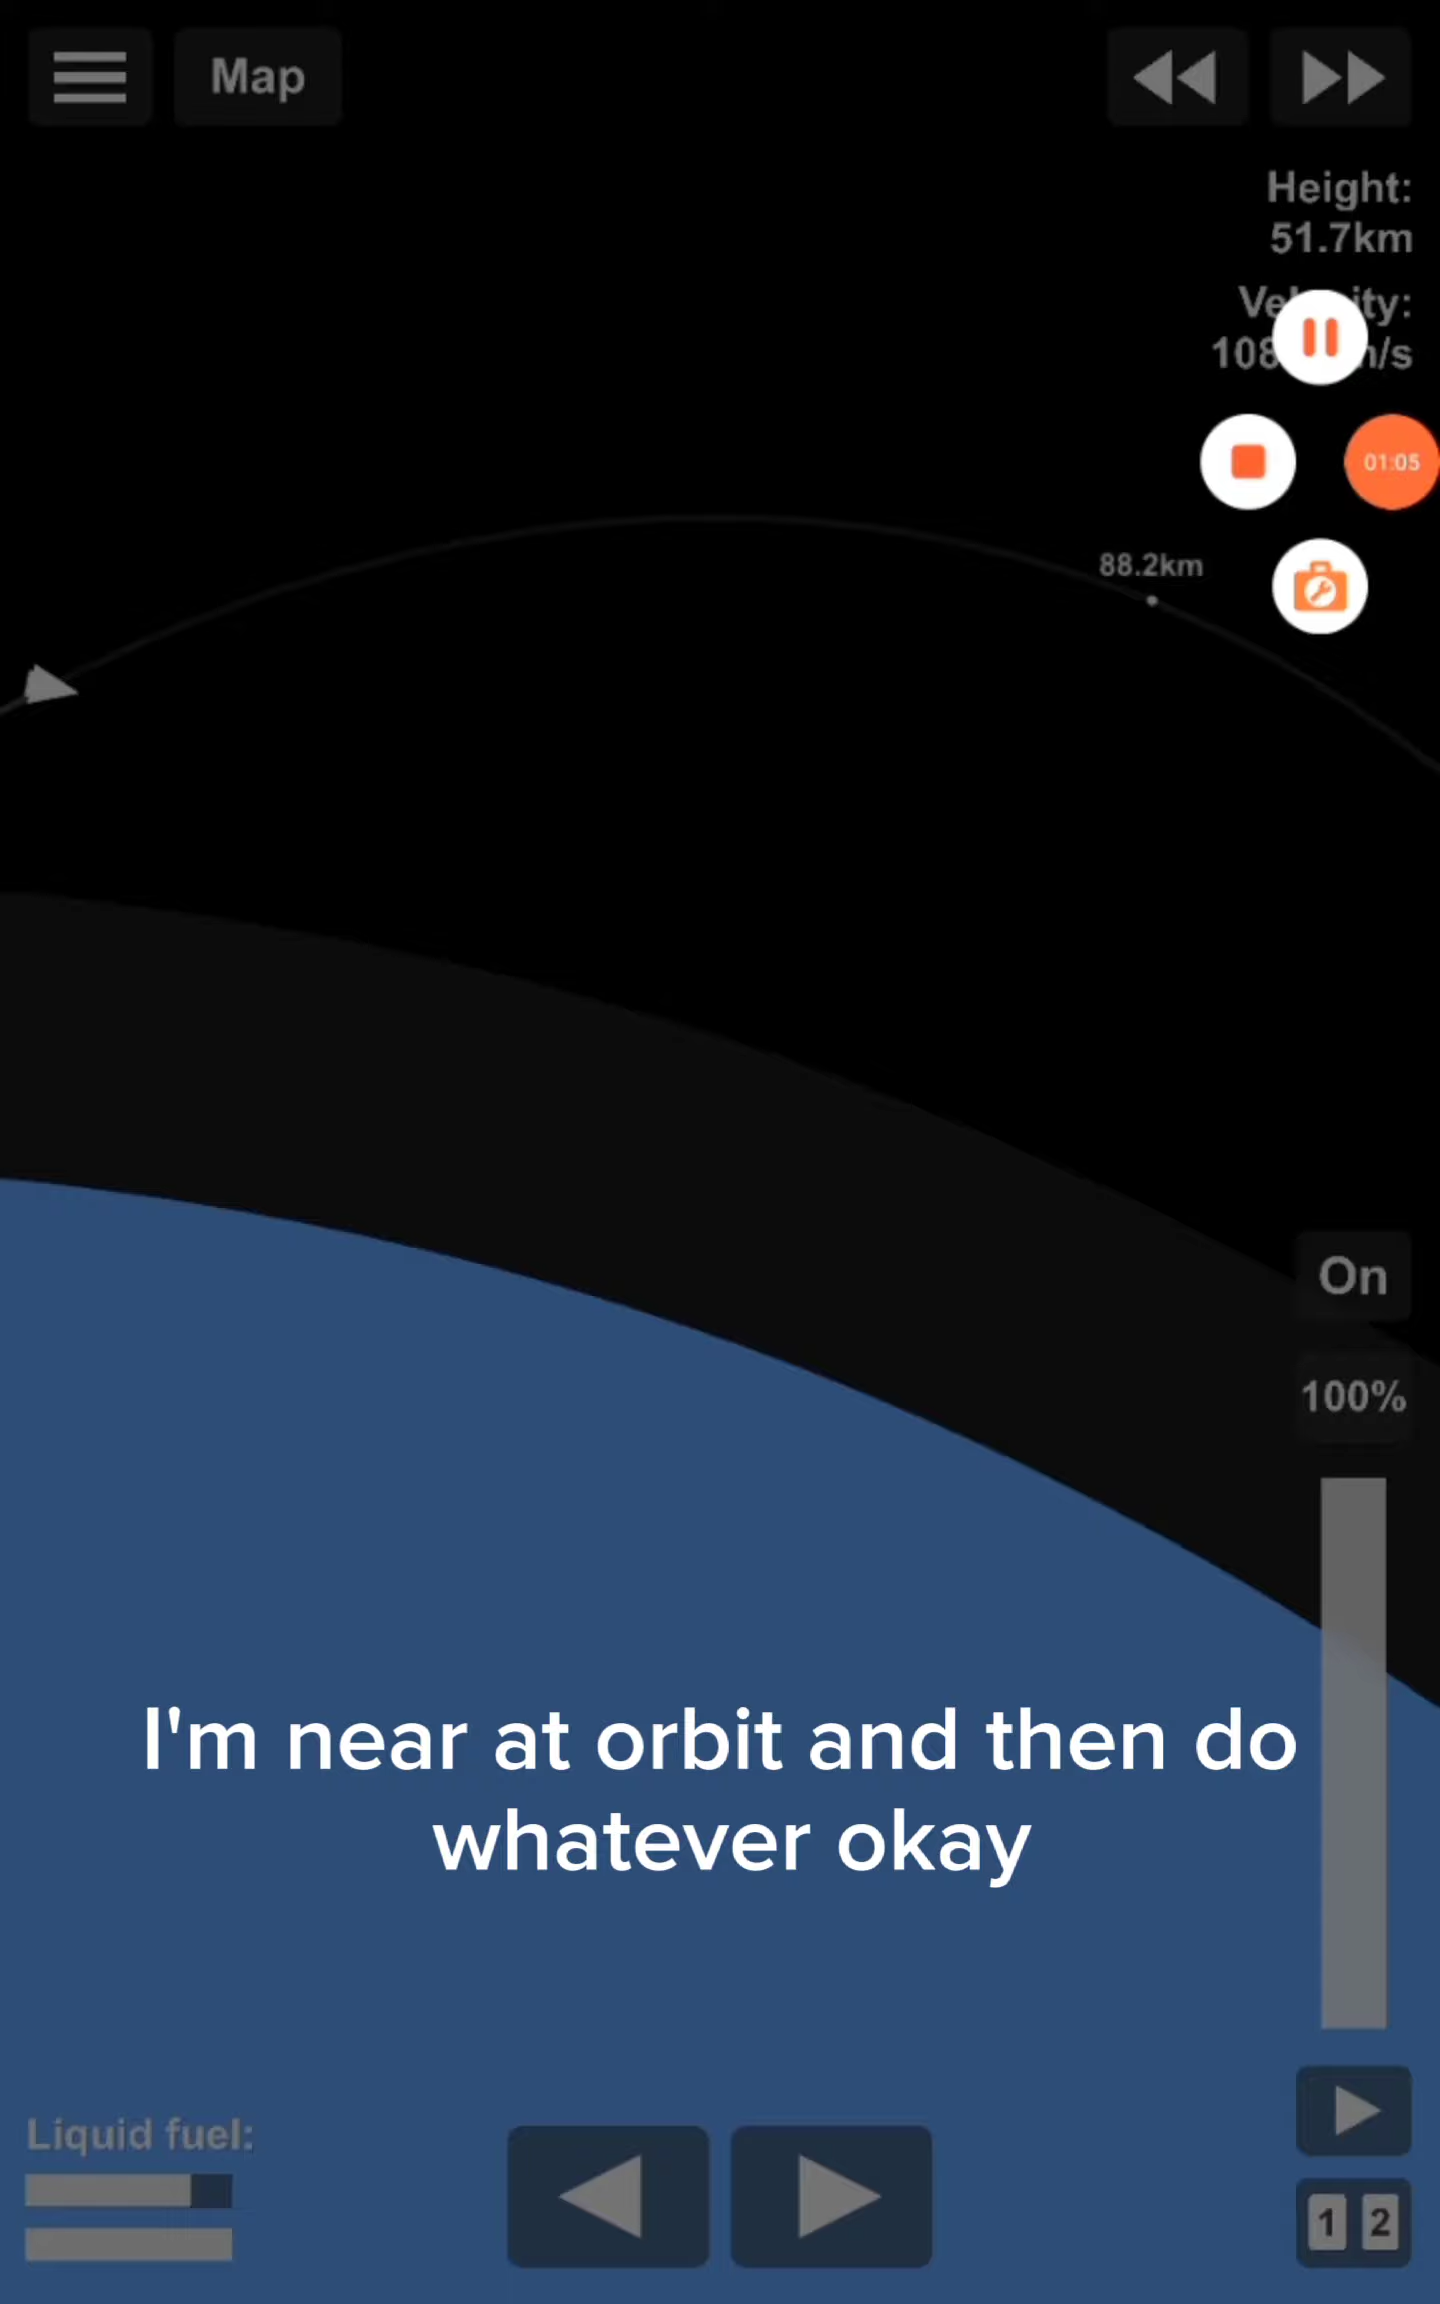 Map
Height:
51.7km
01:05
88.2km
On
100%
I'm near at orbit and then do
whatever okay
Liquid fuel:
1 2